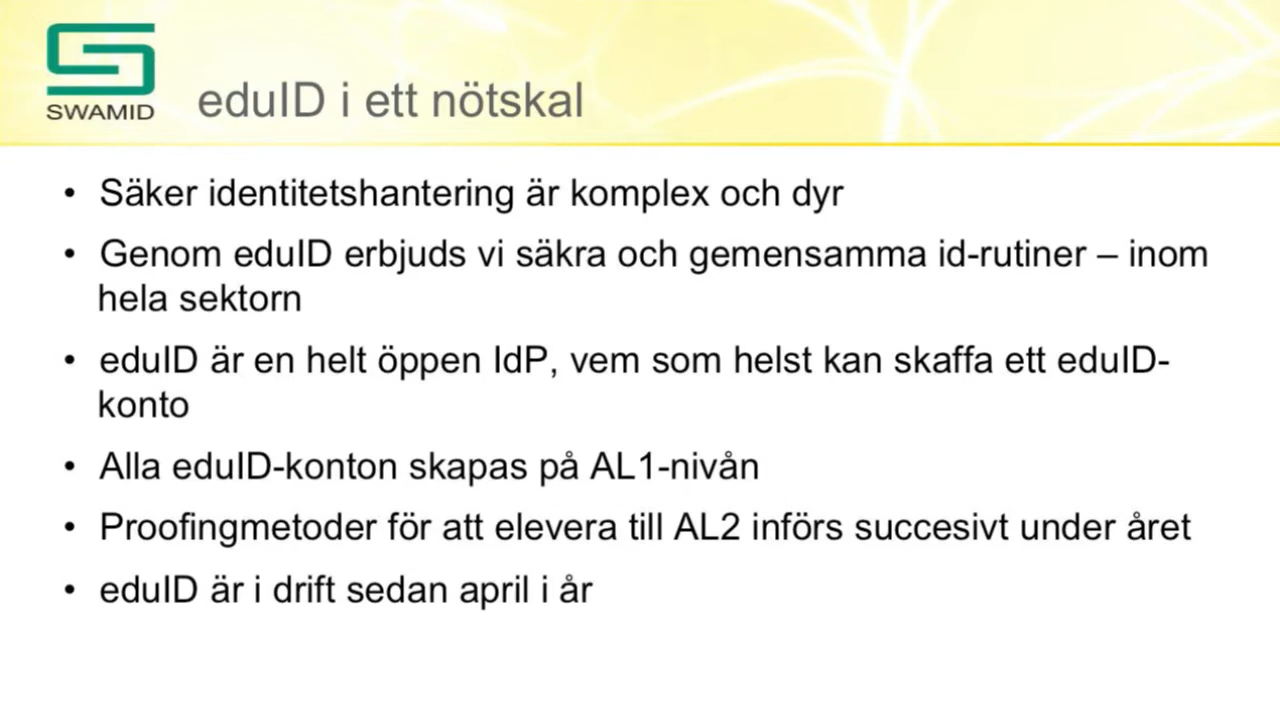 SWAMID
eduID i ett nötskal
• Säker identitetshantering är komplex och dyr
• Genom eduID erbjuds vi säkra och gemensamma id-rutiner – inom
hela sektorn
• eduID är en helt öppen IdP, vem som helst kan skaffa ett eduID-
konto
• Alla eduID-konton skapas på AL1-nivån
• Proofingmetoder för att elevera till AL2 införs succesivt under året
• eduID är i drift sedan april i år